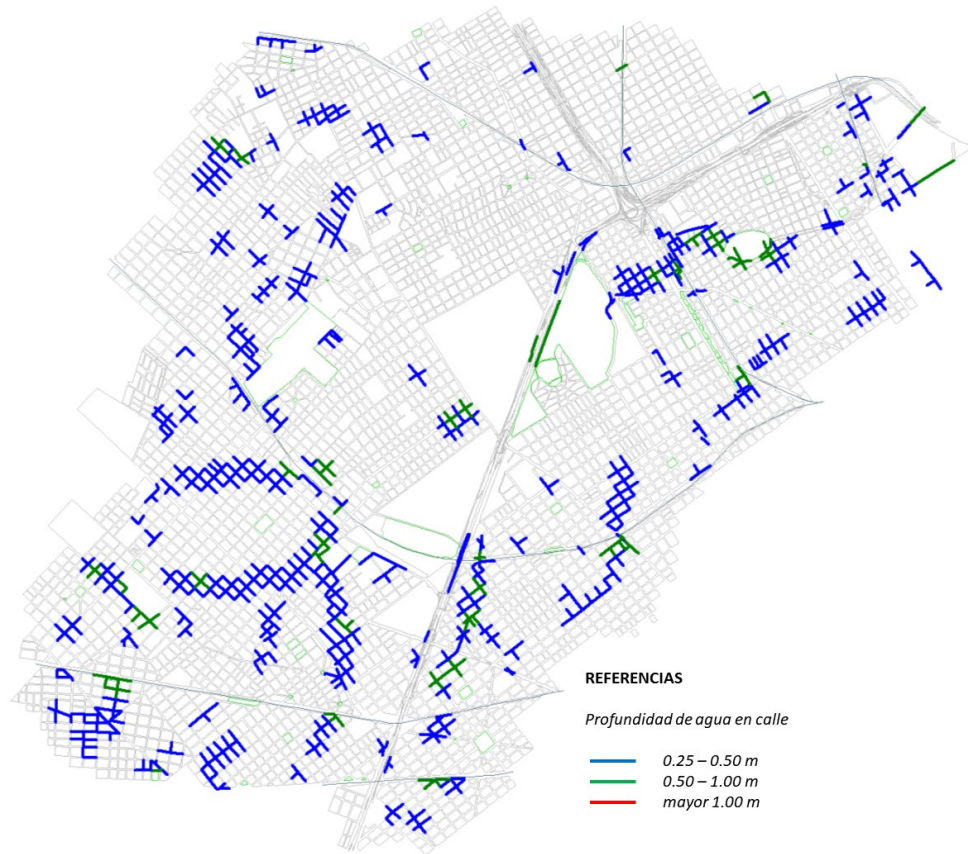 REFERENCIAS
Profundidad de agua en calle
0.25 – 0.50 m
0.50 – 1.00 m
mayor 1.00 m